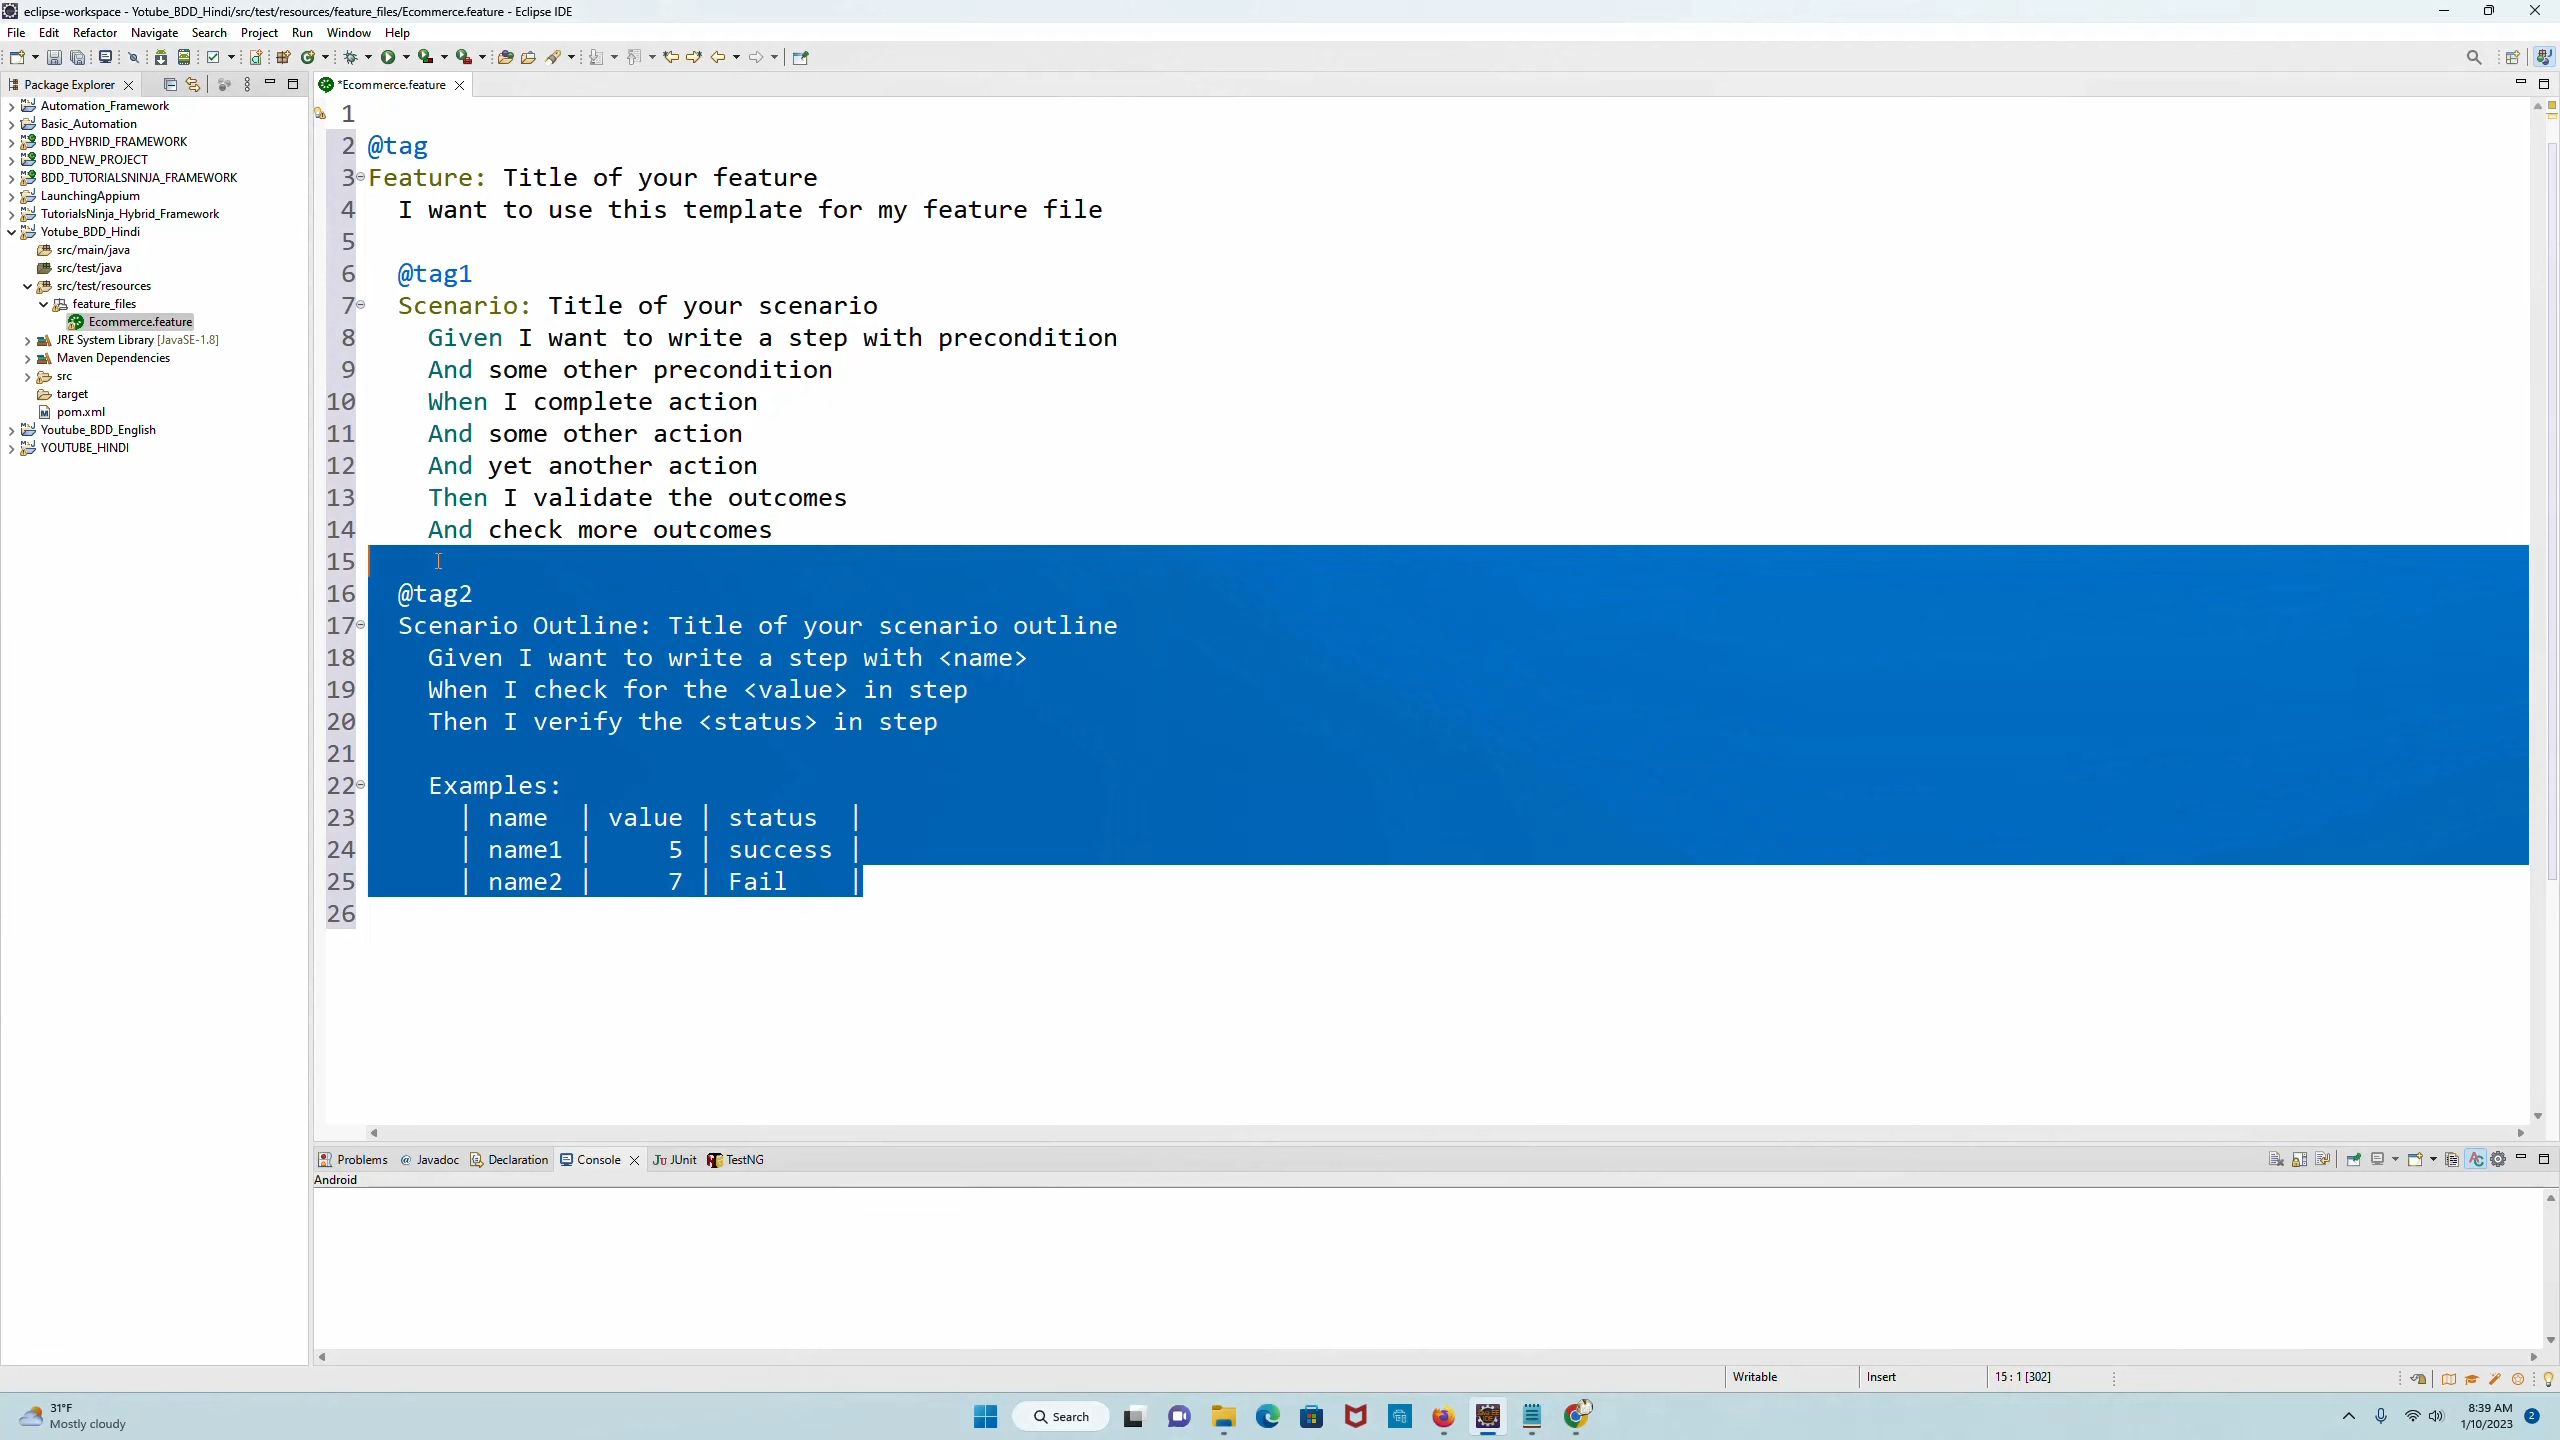 eclipse-workspace - Yotube_BDD_Hindi/src/test/resources/feature_files/Ecommerce.feature - Eclipse IDE
File Edit Refactor Navigate Search Project Run Window Help
Package Explorer
*Ecommerce.feature
Automation_Framework
Basic_Automation
BDD_HYBRID_FRAMEWORK
BDD_NEW_PROJECT
BDD_TUTORIALSNINJA_FRAMEWORK
LaunchingAppium
TutorialsNinja_Hybrid_Framework
Yotube_BDD_Hindi
src/main/java
src/test/java
src/test/resources
feature_files
Ecommerce.feature
JRE System Library [JavaSE-1.8]
Maven Dependencies
src
target
pom.xml
Youtube_BDD_English
YOUTUBE_HINDI
1
2 @tag
3 Feature: Title of your feature
4 I want to use this template for my feature file
5
6 @tag1
7 Scenario: Title of your scenario
8 Given I want to write a step with precondition
9 And some other precondition
10 When I complete action
11 And some other action
12 And yet another action
13 Then I validate the outcomes
14 And check more outcomes
15
16 @tag2
17 Scenario Outline: Title of your scenario outline
18 Given I want to write a step with <name>
19 When I check for the <value> in step
20 Then I verify the <status> in step
21
22 Examples:
23 | name | value | status |
24 | name1 | 5 | success |
25 | name2 | 7 | Fail |
26
Problems @ Javadoc Declaration Console JUnit TestNG
Android
Writable Insert 15 : 1 [302]
31°F
Mostly cloudy
Search
8:39 AM
1/10/2023
2